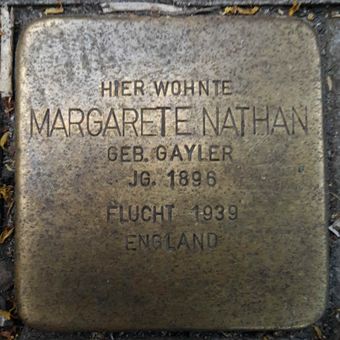 HIER WOHNTE
MARGARETE NATHAN
GEB. GAYLER
JG. 1896
FLUCHT 1939
ENGLAND